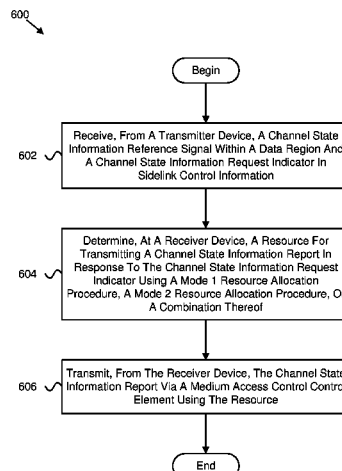 600
Begin
Receive, From A Transmitter Device, A Channel State
Information Reference Signal Within A Data Region And
A Channel State Information Request Indicator In
Sidelink Control Information
602
Determine, At A Receiver Device, A Resource For
Transmitting A Channel State Information Report In
Response To The Channel State Information Request
Indicator Using A Mode 1 Resource Allocation
Procedure, A Mode 2 Resource Allocation Procedure, O
A Combination Thereof
604
Transmit, From The Receiver Device, The Channel State
Information Report Via A Medium Access Control Contro
Element Using The Resource
606
End